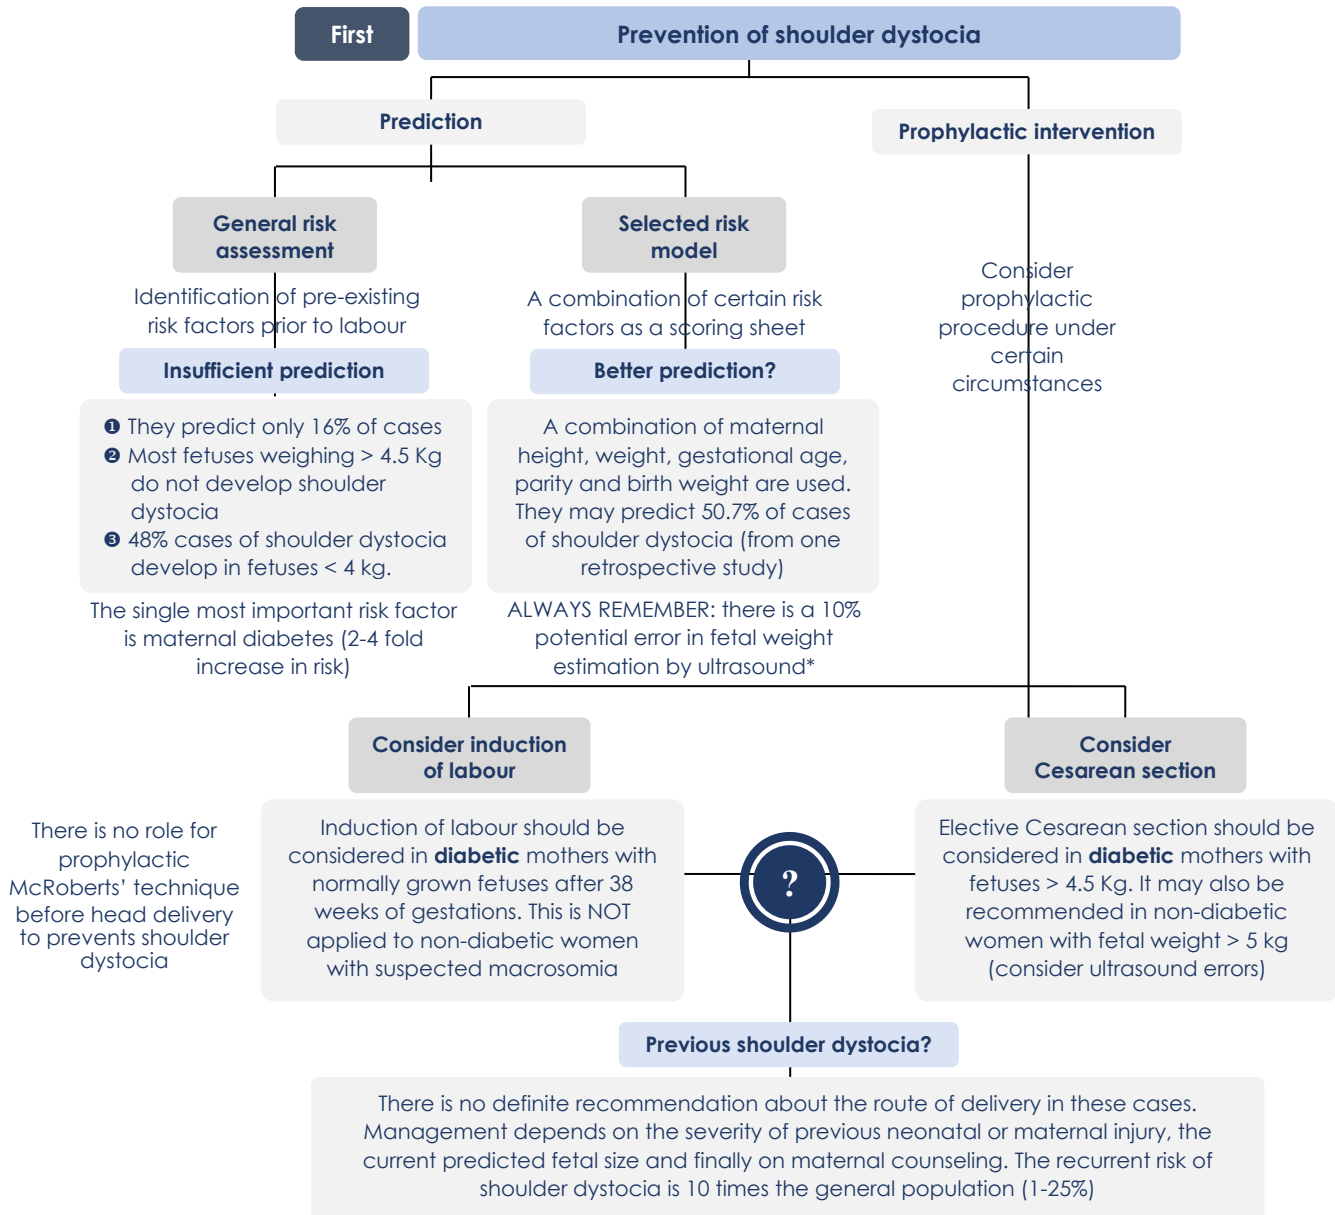 First
Prevention of shoulder dystocia
Prediction
Prophylactic intervention
General risk
assessment
Selected risk
model
Identification of pre-existing
risk factors prior to labour
A combination of certain risk
factors as a scoring sheet
Consider
prophylactic
procedure under
certain
circumstances
Insufficient prediction
Better prediction?
❶ They predict only 16% of cases
❷ Most fetuses weighing > 4.5 Kg
do not develop shoulder
dystocia
❸ 48% cases of shoulder dystocia
develop in fetuses < 4 kg.
A combination of maternal
height, weight, gestational age,
parity and birth weight are used.
They may predict 50.7% of cases
of shoulder dystocia (from one
retrospective study)
The single most important risk factor
is maternal diabetes (2-4 fold
increase in risk)
ALWAYS REMEMBER: there is a 10%
potential error in fetal weight
estimation by ultrasound*
Consider induction
of labour
Consider
Cesarean section
There is no role for
prophylactic
McRoberts’ technique
before head delivery
to prevents shoulder
dystocia
Induction of labour should be
considered in diabetic mothers with
normally grown fetuses after 38
weeks of gestations. This is NOT
applied to non-diabetic women
with suspected macrosomia
?
Elective Cesarean section should be
considered in diabetic mothers with
fetuses > 4.5 Kg. It may also be
recommended in non-diabetic
women with fetal weight > 5 kg
(consider ultrasound errors)
Previous shoulder dystocia?
There is no definite recommendation about the route of delivery in these cases.
Management depends on the severity of previous neonatal or maternal injury, the
current predicted fetal size and finally on maternal counseling. The recurrent risk of
shoulder dystocia is 10 times the general population (1-25%)